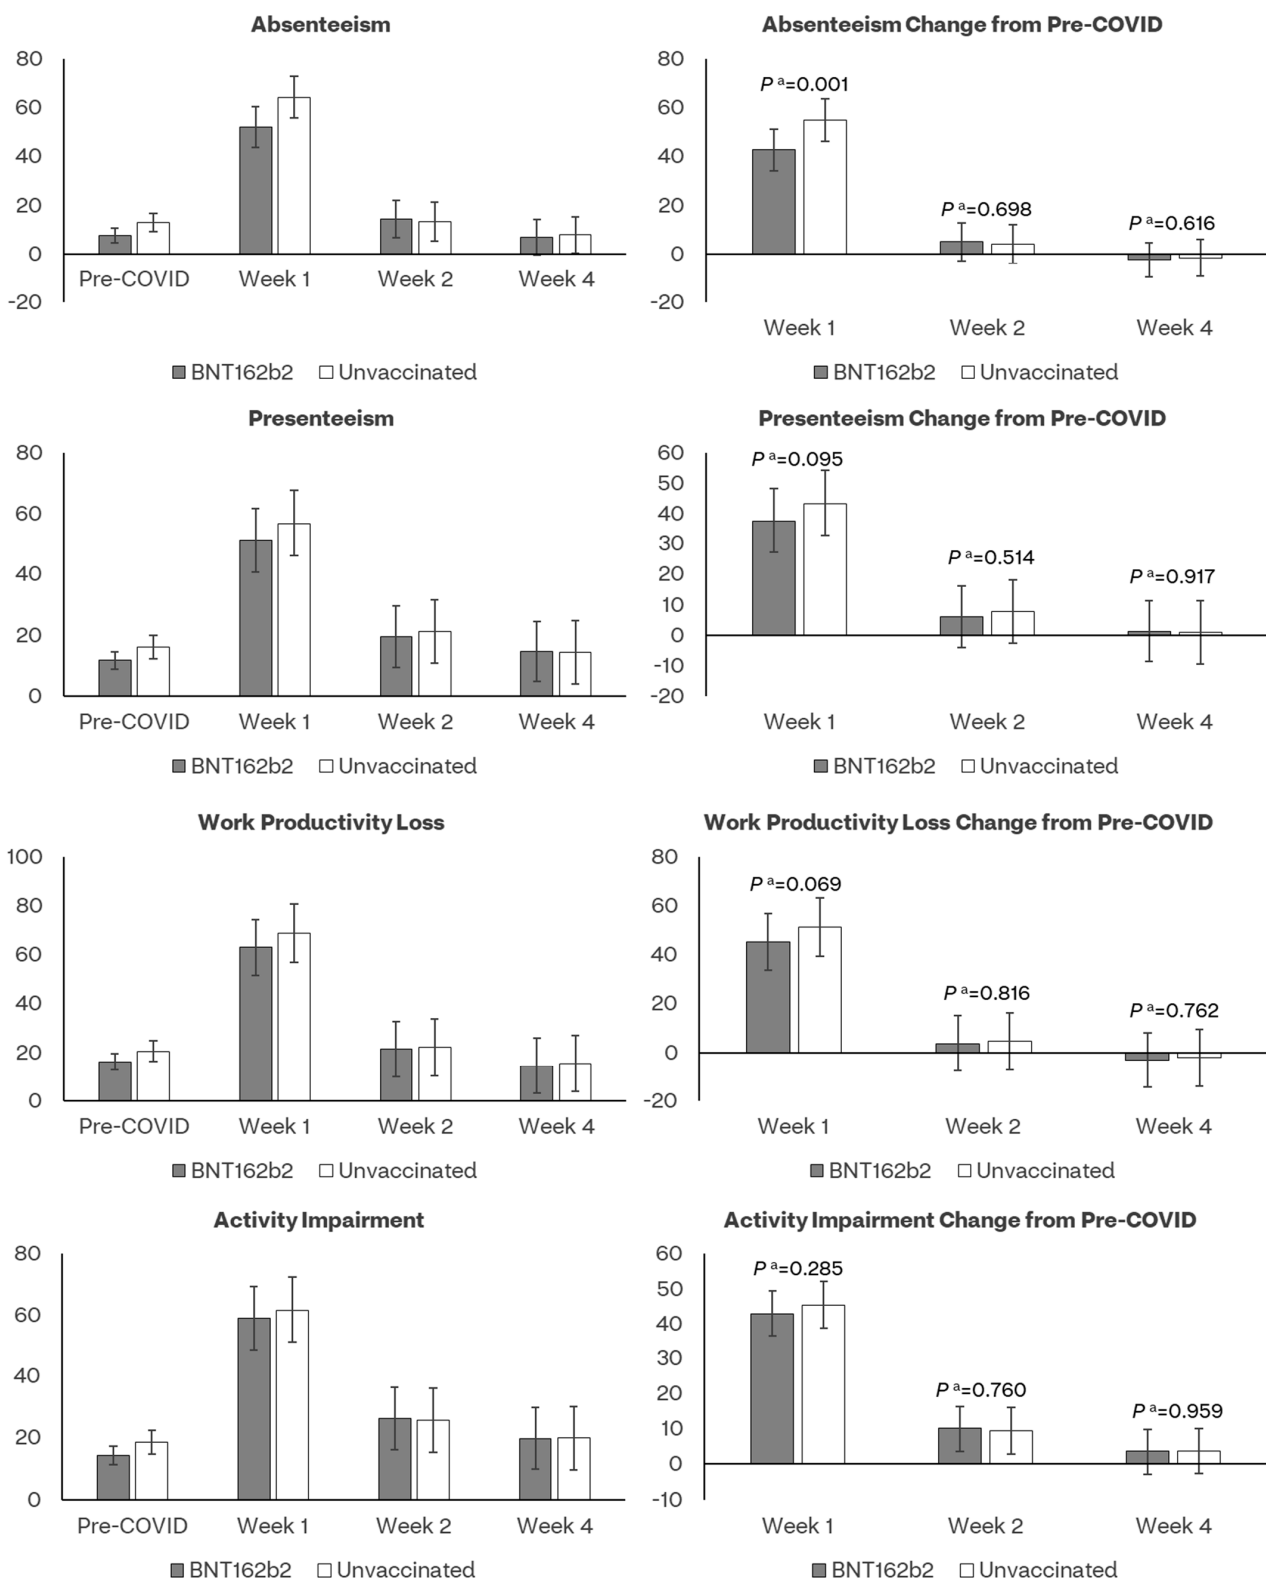 Absenteeism
80
60
40
20
0
-20
Pre-COVID Week 1 Week 2 Week 4
BNT162b2 Unvaccinated
Absenteeism Change from Pre-COVID
80
60
40
20
0
-20
P a=0.001
P a=0.698
P a=0.616
Week 1 Week 2 Week 4
BNT162b2 Unvaccinated
Presenteeism
80
60
40
20
0
Pre-COVID Week 1 Week 2 Week 4
BNT162b2 Unvaccinated
Presenteeism Change from Pre-COVID
60
50
40
30
20
10
0
-10
-20
P a=0.095
P a=0.514
P a=0.917
Week 1 Week 2 Week 4
BNT162b2 Unvaccinated
Work Productivity Loss
100
80
60
40
20
0
Pre-COVID Week 1 Week 2 Week 4
BNT162b2 Unvaccinated
Work Productivity Loss Change from Pre-COVID
80
60
40
20
0
-20
P a=0.069
P a=0.816
P a=0.762
Week 1 Week 2 Week 4
BNT162b2 Unvaccinated
Activity Impairment
80
60
40
20
0
Pre-COVID Week 1 Week 2 Week 4
BNT162b2 Unvaccinated
Activity Impairment Change from Pre-COVID
60
50
40
30
20
10
0
-10
P a=0.285
P a=0.760
P a=0.959
Week 1 Week 2 Week 4
BNT162b2 Unvaccinated